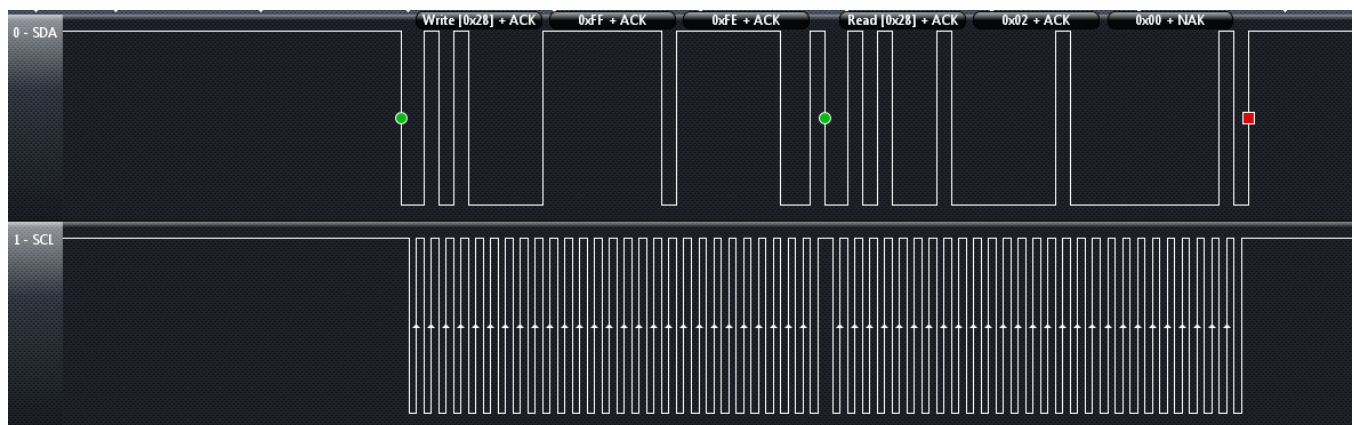 Write [0x28] + ACK 0xFF + ACK 0xFE + ACK Read [0x28] + ACK 0x02 + ACK 0x00 + NAK
0 - SDA
1 - SCL